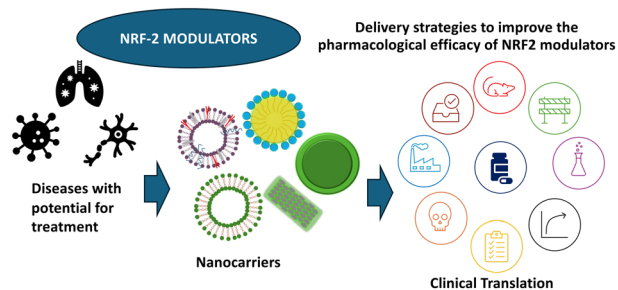 NRF-2 MODULATORS
Delivery strategies to improve the
pharmacological efficacy of NRF2 modulators
Diseases with
potential for
treatment
Nanocarriers
Clinical Translation